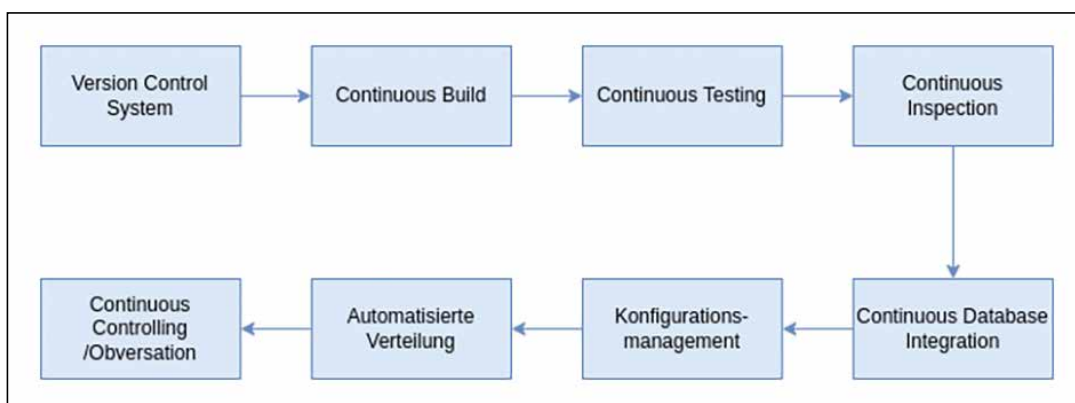 Version Control
System
Continuous Build
Continuous Testing
Continuous
Inspection
Continuous Database
Integration
Konfigurations-
management
Automatisierte
Verteilung
Continuous
Controlling
/Obversation